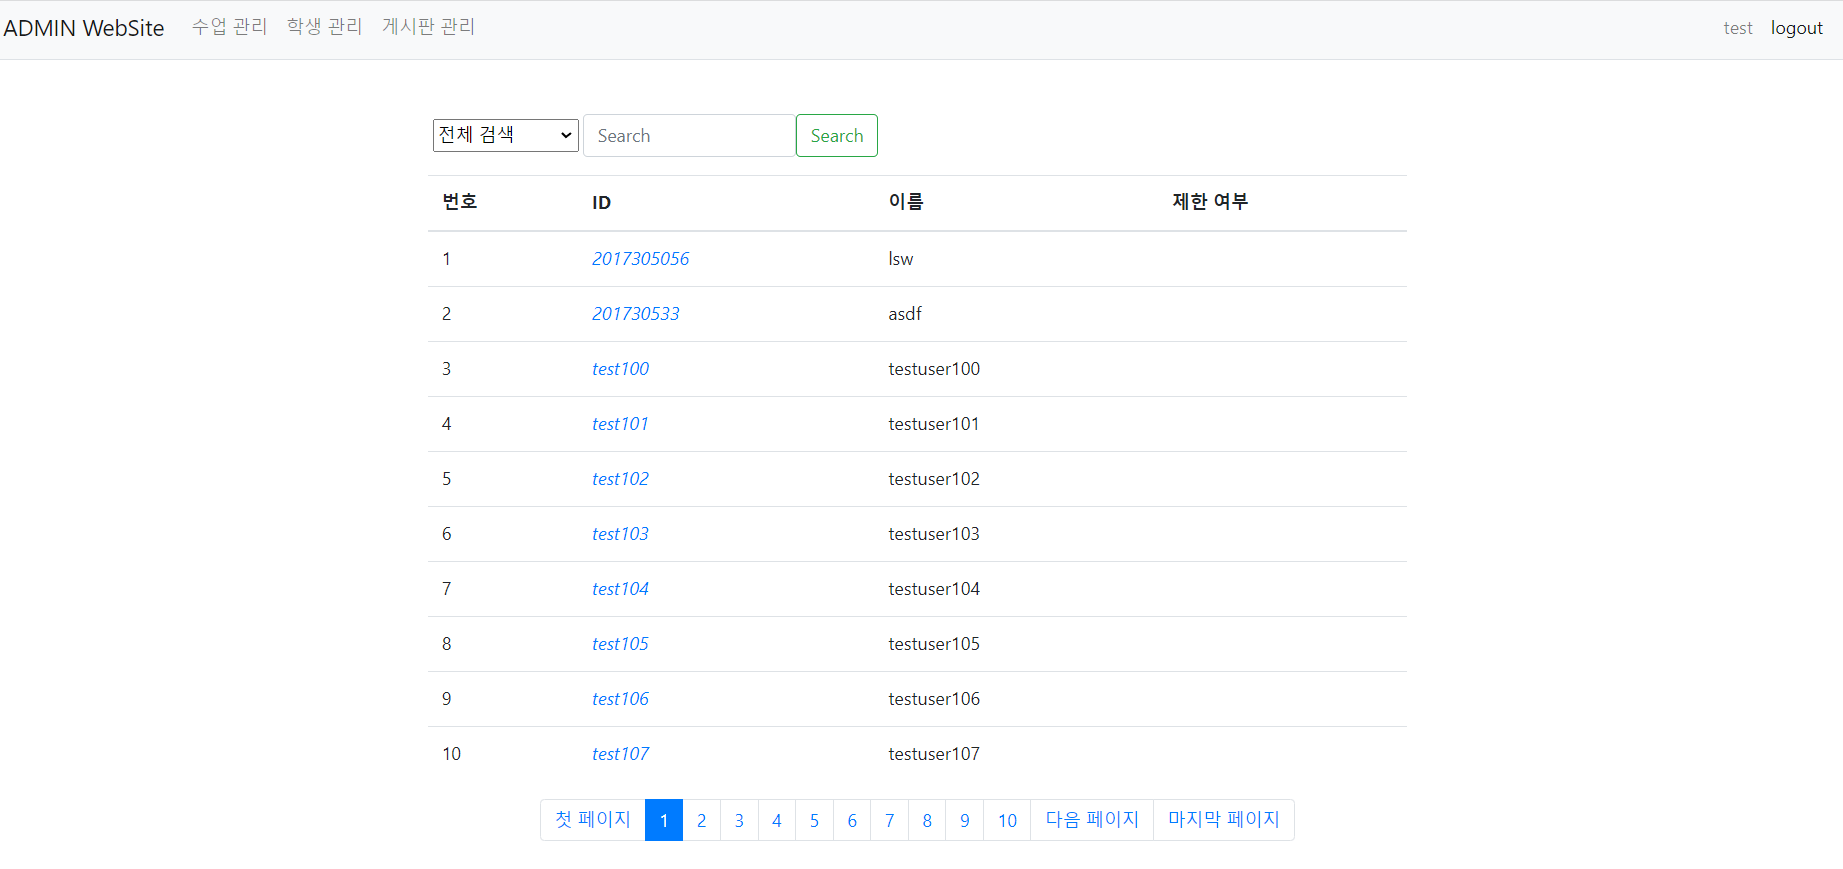 ADMIN WebSite 수업 관리 학생 관리 게시판 관리 test logout
전체 검색 Search Search
번호 ID 이름 제한 여부
1 2017305056 lsw
2 201730533 asdf
3 test100 testuser100
4 test101 testuser101
5 test102 testuser102
6 test103 testuser103
7 test104 testuser104
8 test105 testuser105
9 test106 testuser106
10 test107 testuser107
첫 페이지 1 2 3 4 5 6 7 8 9 10 다음 페이지 마지막 페이지